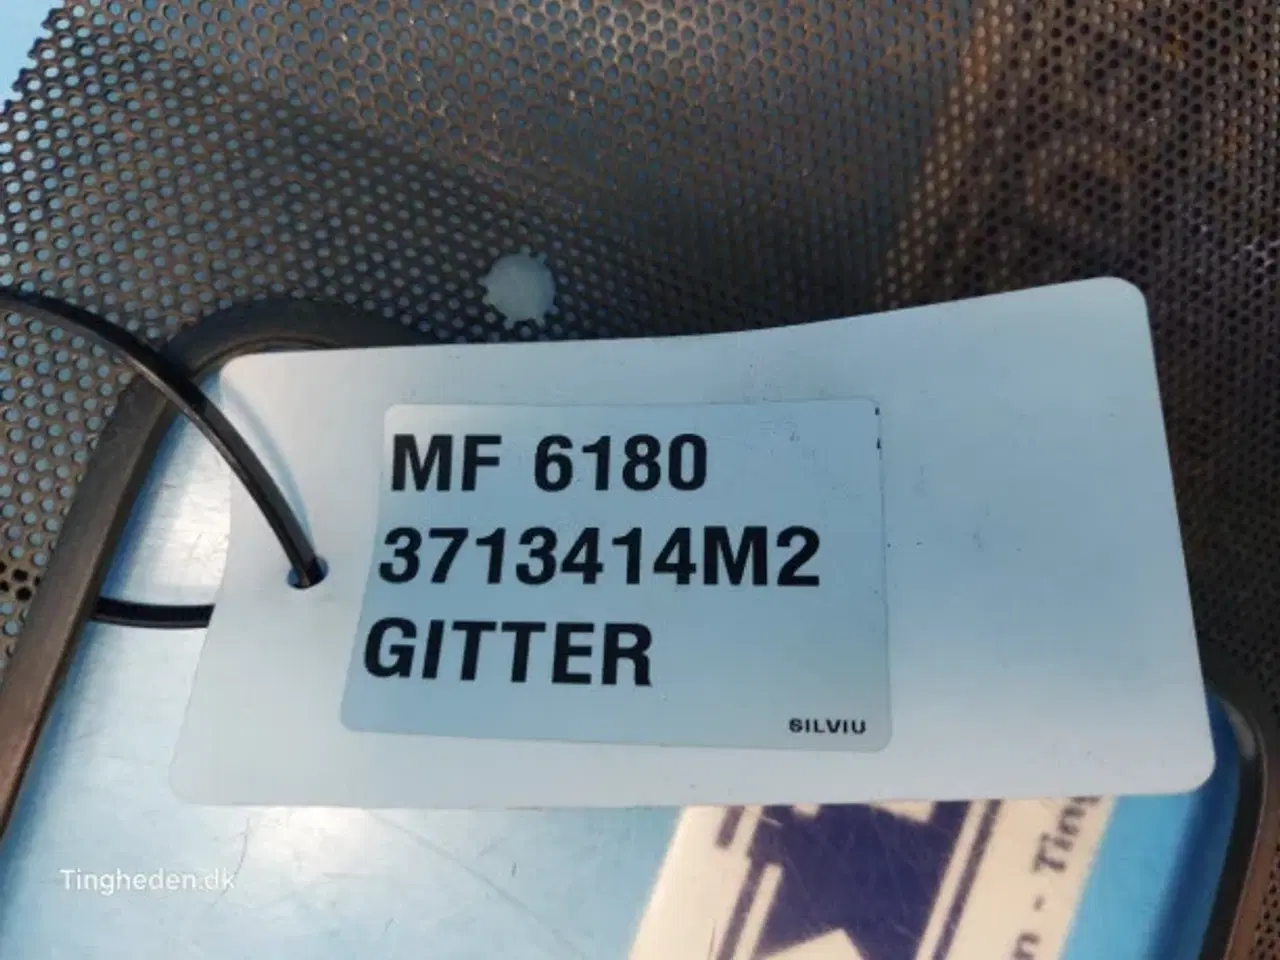 MF 6180
3713414M2
GITTER
SILVIU
Tingheden.dk